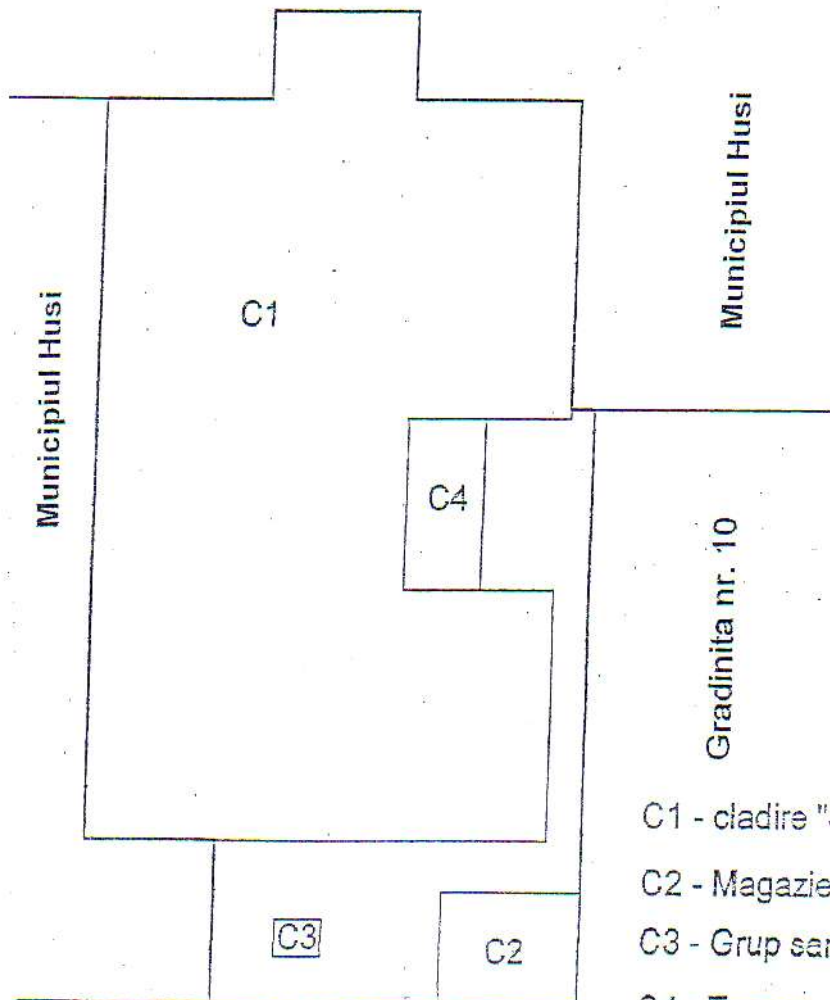 Municipiul Husi
C1
Municipiul Husi
C4
Gradinita nr. 10
C3
C2
C1 - cladire "
C2 - Magazie
C3 - Grup